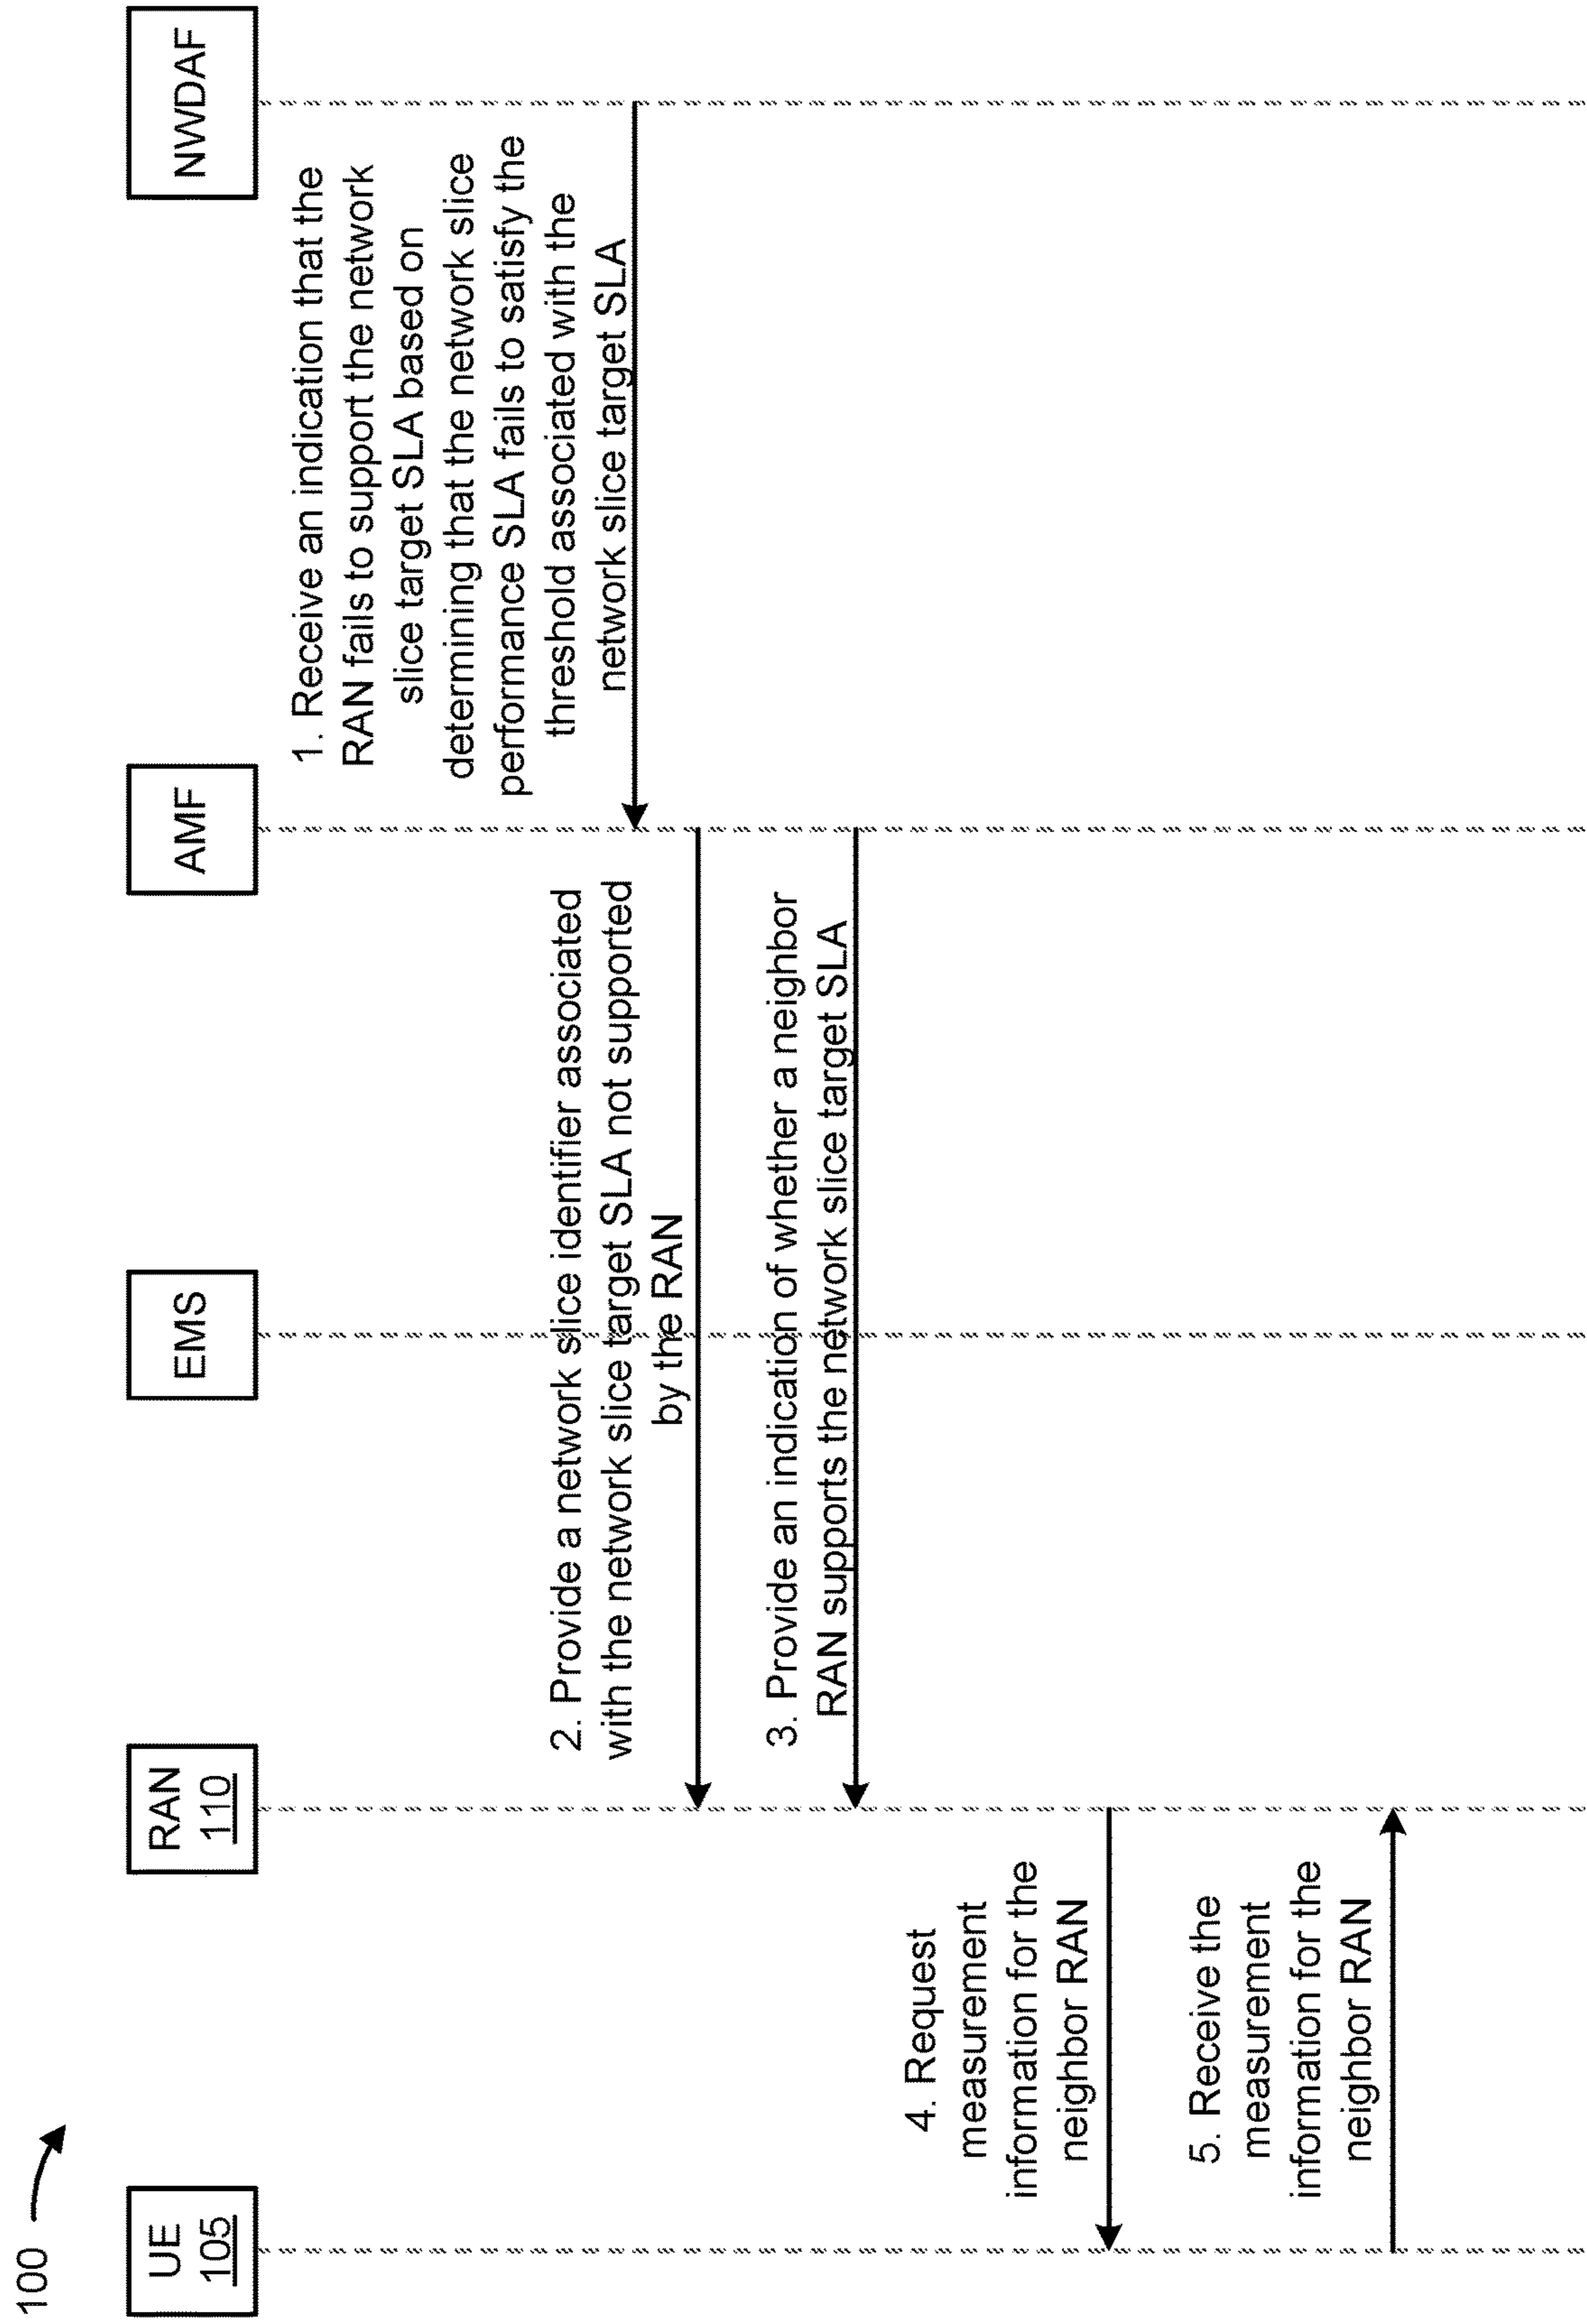 100
UE
105
RAN
110
EMS
AMF
NWDAF
1. Receive an indication that the
RAN fails to support the network
slice target SLA based on
determining that the network slice
performance SLA fails to satisfy the
threshold associated with the
network slice target SLA
2. Provide a network slice identifier associated
with the network slice target SLA not supported
by the RAN
3. Provide an indication of whether a neighbor
RAN supports the network slice target SLA
4. Request
measurement
information for the
neighbor RAN
5. Receive the
measurement
information for the
neighbor RAN